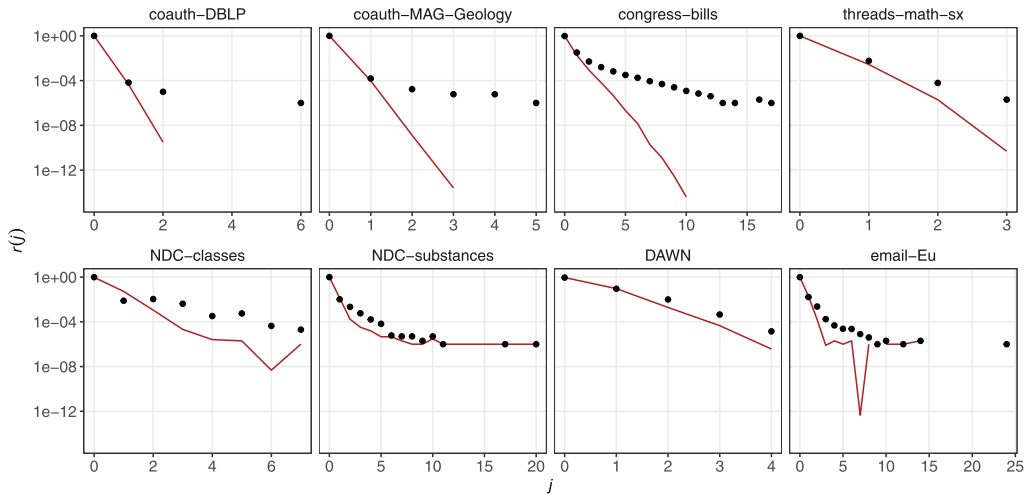 coauth−DBLP coauth−MAG−Geology congress−bills threads−math−sx
1e+00
1e−04
1e−08
1e−12
0 2 4 6 0 1 2 3 4 5 0 5 10 15 0 1 2 3
r(j)
NDC−classes NDC−substances DAWN email−Eu
1e+00
1e−04
1e−08
1e−12
0 2 4 6 0 5 10 15 20 0 1 2 3 4 0 5 10 15 20 25
j